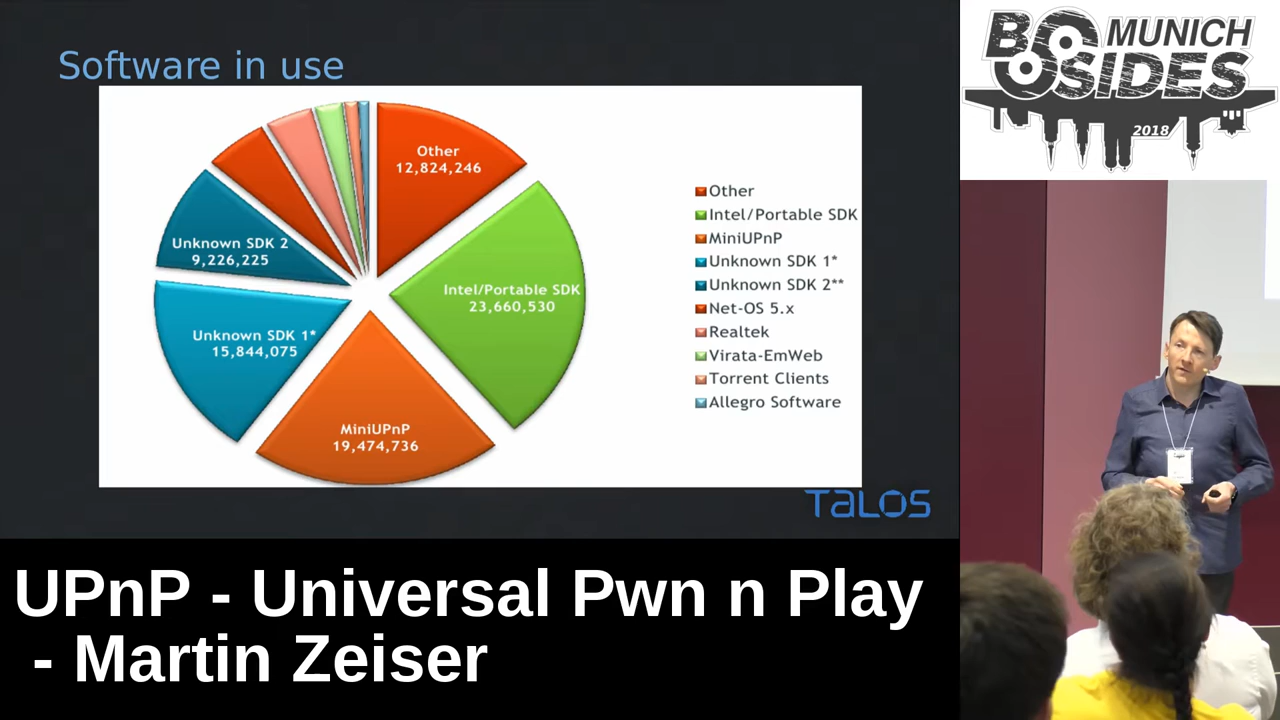 Software in use
Other
12,824,246
Intel/Portable SDK
23,660,530
MiniUPnP
19,474,736
Unknown SDK 1*
15,844,075
Unknown SDK 2
9,226,225
Other
Intel/Portable SDK
MiniUPnP
Unknown SDK 1*
Unknown SDK 2**
Net-OS 5.x
Realtek
Virata-EmWeb
Torrent Clients
Allegro Software
TALOS
BSIDES MUNICH
2018
UPnP - Universal Pwn n Play
- Martin Zeiser